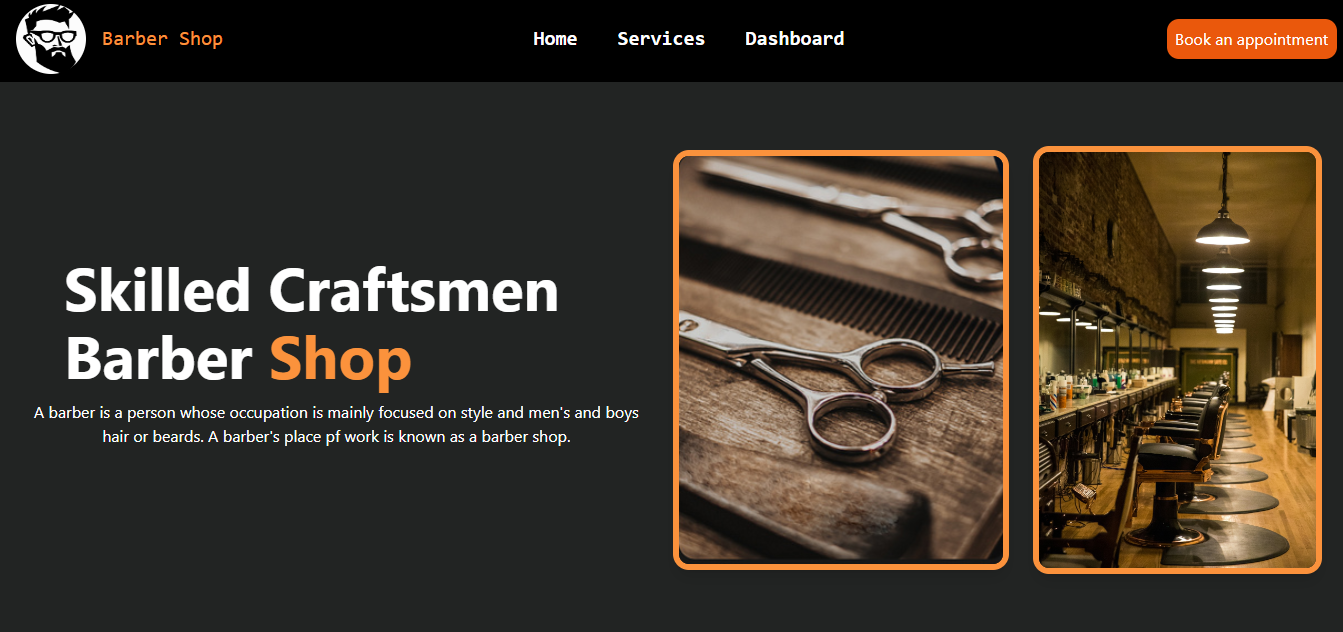 Barber Shop
Home
Services
Dashboard
Book an appointment
Skilled Craftsmen
Barber Shop
A barber is a person whose occupation is mainly focused on style and men's and boys
hair or beards. A barber's place pf work is known as a barber shop.